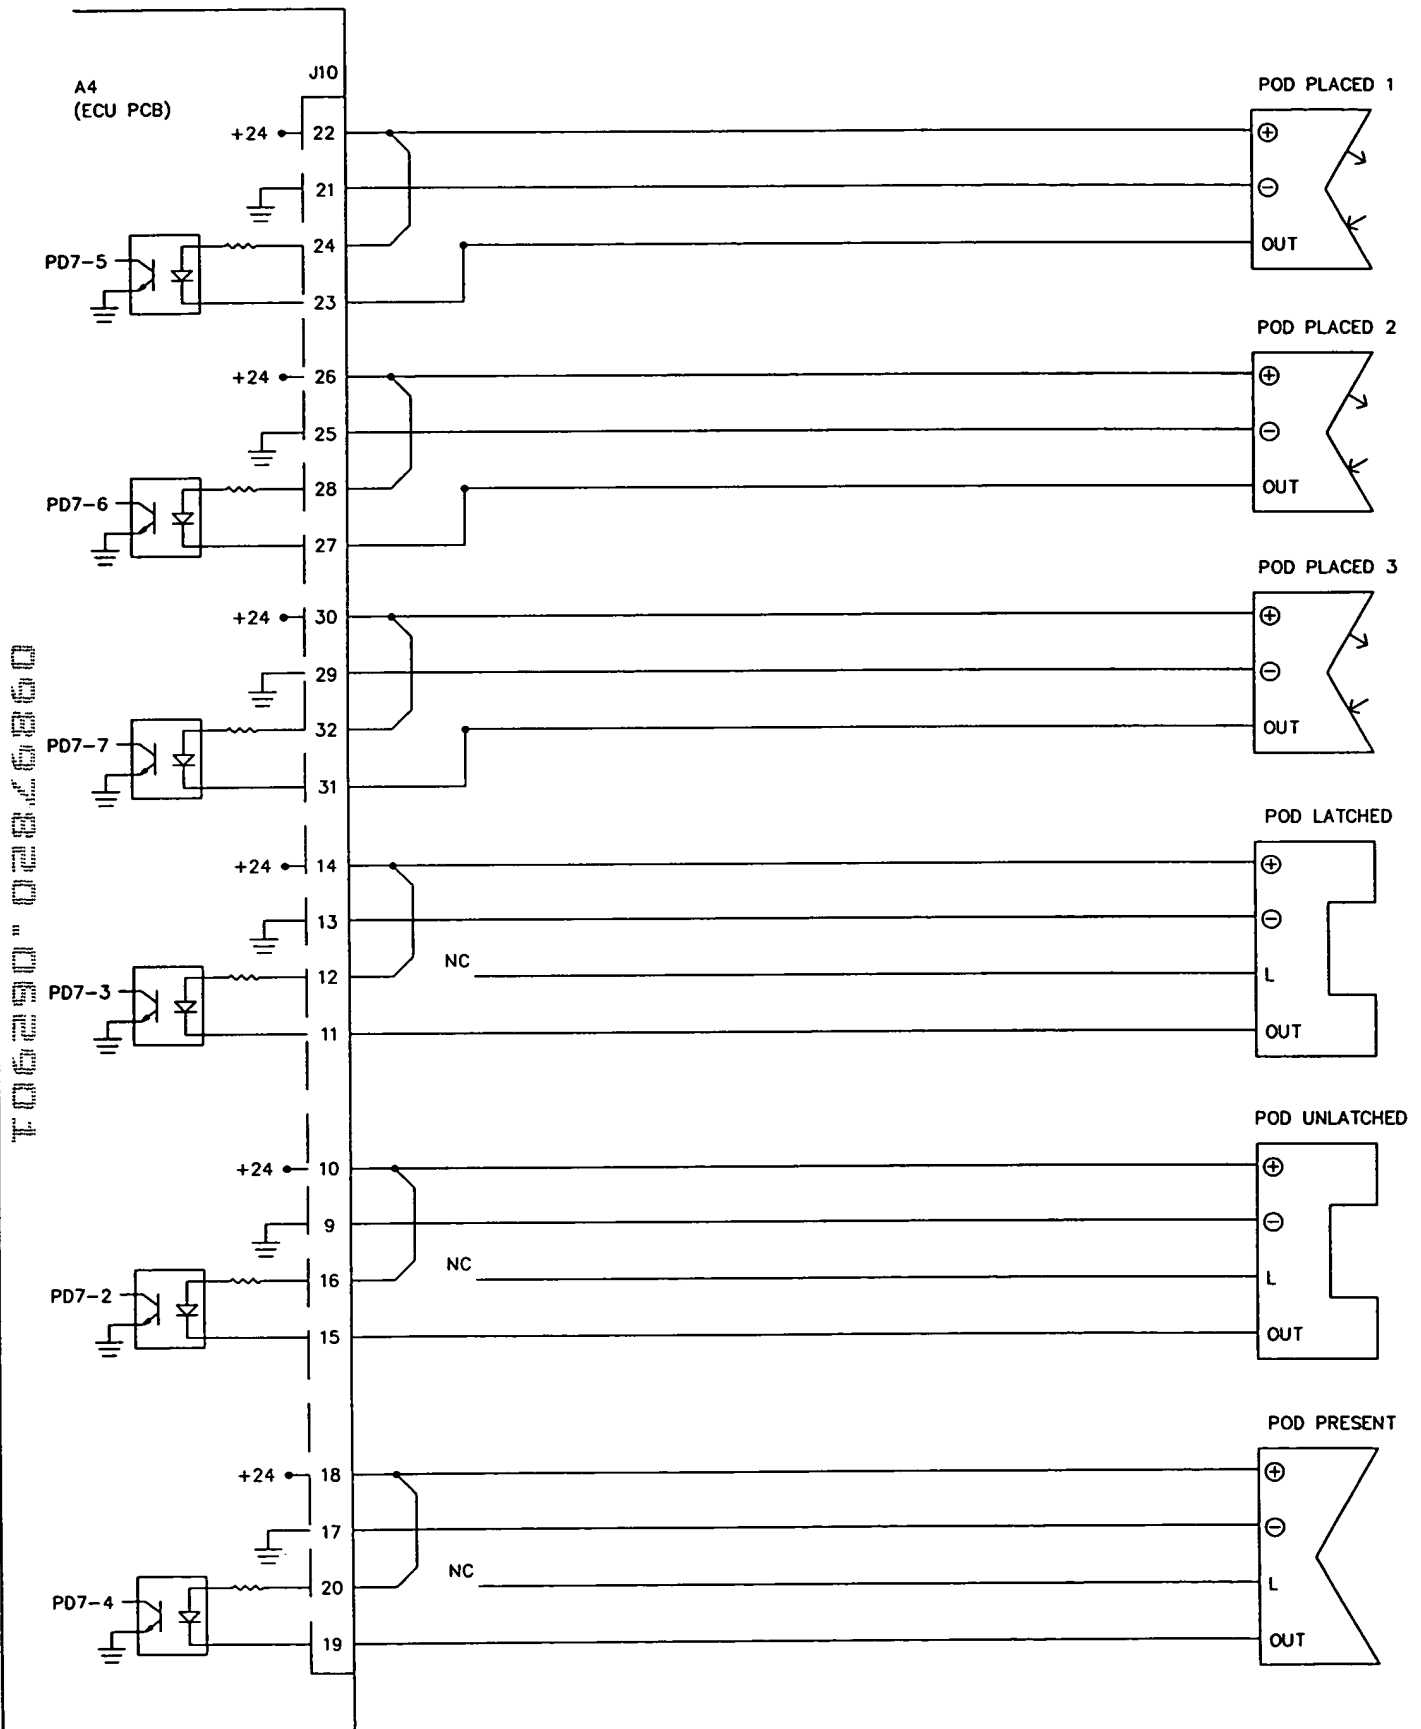 A4
(ECU PCB)
J10
POD PLACED 1
+24 22 ⊕
21 ⊖
24 OUT
PD7-5
23
POD PLACED 2
+24 26 ⊕
25 ⊖
28 OUT
PD7-6
27
POD PLACED 3
+24 30 ⊕
29 ⊖
32 OUT
PD7-7
31
POD LATCHED
+24 14 ⊕
13 ⊖
NC
12 L
PD7-3
11 OUT
POD UNLATCHED
+24 10 ⊕
9 ⊖
NC
16 L
PD7-2
15 OUT
POD PRESENT
+24 18 ⊕
17 ⊖
NC
20 L
PD7-4
19 OUT